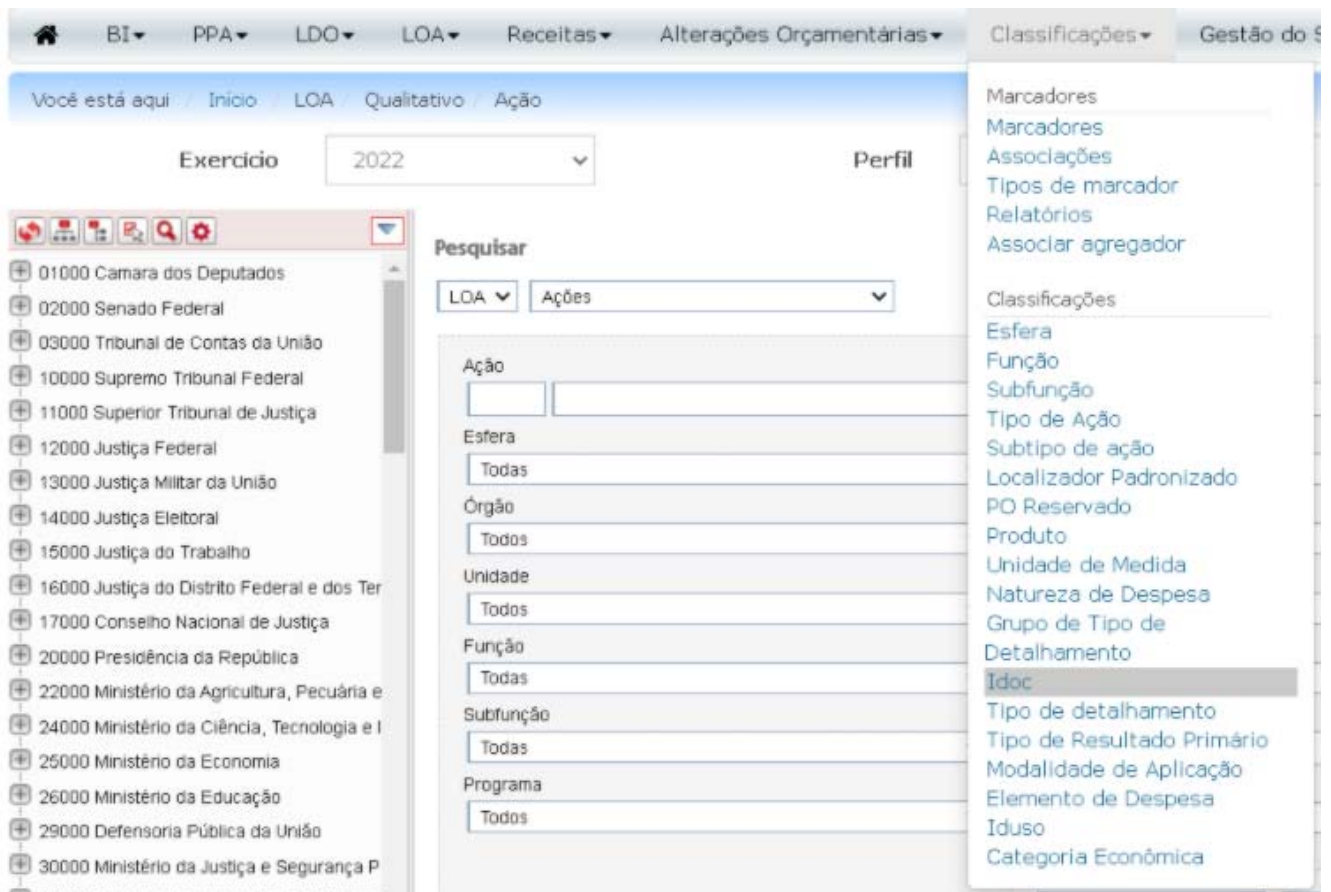 BI PPA LDO LOA Receitas Alterações Orçamentárias Classificações Gestão do S
Você está aqui / Início / LOA / Qualitativo / Ação
Exercício 2022 Perfil
01000 Camara dos Deputados
02000 Senado Federal
03000 Tribunal de Contas da União
10000 Supremo Tribunal Federal
11000 Superior Tribunal de Justiça
12000 Justiça Federal
13000 Justiça Militar da União
14000 Justiça Eleitoral
15000 Justiça do Trabalho
16000 Justiça do Distrito Federal e dos Ter
17000 Conselho Nacional de Justiça
20000 Presidência da República
22000 Ministério da Agricultura, Pecuária e
24000 Ministério da Ciência, Tecnologia e I
25000 Ministério da Economia
26000 Ministério da Educação
29000 Defensoria Pública da União
30000 Ministério da Justiça e Segurança P
Pesquisar
LOA Ações
Ação
Esfera
Todas
Órgão
Todos
Unidade
Todos
Função
Todas
Subfunção
Todas
Programa
Todos
Marcadores
Marcadores
Associações
Tipos de marcador
Relatórios
Associar agregador
Classificações
Esfera
Função
Subfunção
Tipo de Ação
Subtipo de ação
Localizador Padronizado
PO Reservado
Produto
Unidade de Medida
Natureza de Despesa
Grupo de Tipo de
Detalhamento
Idoc
Tipo de detalhamento
Tipo de Resultado Primário
Modalidade de Aplicação
Elemento de Despesa
Iduso
Categoria Econômica